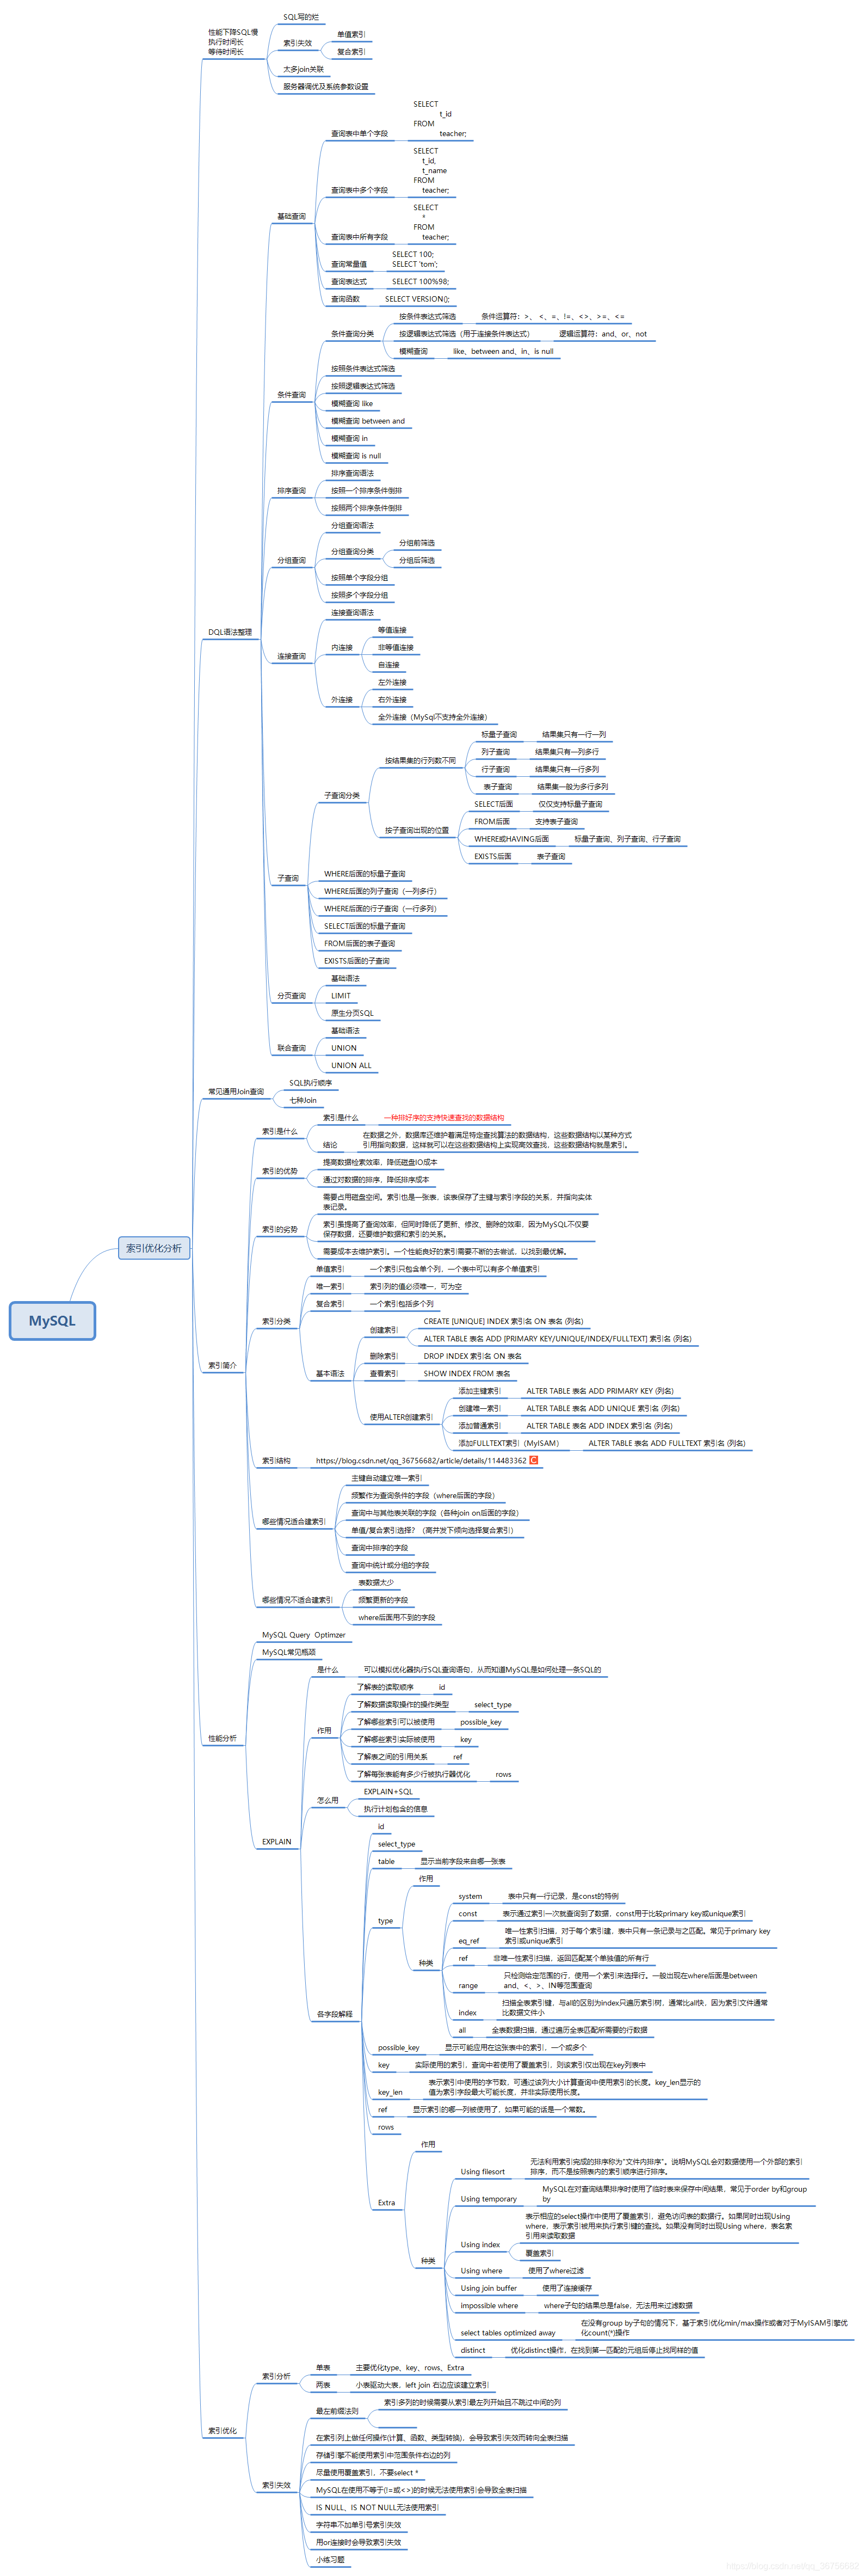 MySQL
索引优化分析
性能下降SQL慢
执行时间长
等待时间长
SQL写的烂
索引失效
单值索引
复合索引
太多join关联
服务器调优及系统参数设置
DQL语法整理
基础查询
查询表中单个字段
SELECT
t_id
FROM
teacher;
查询表中多个字段
SELECT
t_id,
t_name
FROM
teacher;
查询表中所有字段
SELECT
*
FROM
teacher;
查询常量值
SELECT 100;
SELECT 'tom';
查询表达式
SELECT 100%98;
查询函数
SELECT VERSION();
条件查询
条件查询分类
按条件表达式筛选
条件运算符：>、 <、=、!=、<>、>=、<=
按逻辑表达式筛选（用于连接条件表达式）
逻辑运算符：and、or、not
模糊查询
like、between and、in、is null
按照条件表达式筛选
按照逻辑表达式筛选
模糊查询 like
模糊查询 between and
模糊查询 in
模糊查询 is null
排序查询
排序查询语法
按照一个排序条件倒排
按照两个排序条件倒排
分组查询
分组查询语法
分组查询分类
分组前筛选
分组后筛选
按照单个字段分组
按照多个字段分组
连接查询
连接查询语法
内连接
等值连接
非等值连接
自连接
外连接
左外连接
右外连接
全外连接（MySql不支持全外连接）
子查询
子查询分类
按结果集的行列数不同
标量子查询
结果集只有一行一列
列子查询
结果集只有一列多行
行子查询
结果集只有一行多列
表子查询
结果集一般为多行多列
按子查询出现的位置
SELECT后面
仅仅支持标量子查询
FROM后面
支持表子查询
WHERE或HAVING后面
标量子查询、列子查询、行子查询
EXISTS后面
表子查询
WHERE后面的标量子查询
WHERE后面的列子查询（一列多行）
WHERE后面的行子查询（一行多列）
SELECT后面的标量子查询
FROM后面的表子查询
EXISTS后面的子查询
分页查询
基础语法
LIMIT
原生分页SQL
联合查询
基础语法
UNION
UNION ALL
常见通用Join查询
SQL执行顺序
七种Join
索引简介
索引是什么
索引是什么
一种排好序的支持快速查找的数据结构
结论
在数据之外，数据库还维护着满足特定查找算法的数据结构，这些数据结构以某种方式
引用指向数据，这样就可以在这些数据结构上实现高效查找，这些数据结构就是索引。
索引的优势
提高数据检索效率，降低磁盘IO成本
通过对数据的排序，降低排序成本
索引的劣势
需要占用磁盘空间。索引也是一张表，该表保存了主键与索引字段的关系，并指向实体
表记录。
索引虽提高了查询效率，但同时降低了更新、修改、删除的效率，因为MySQL不仅要
保存数据，还要维护数据和索引的关系。
需要成本去维护索引。一个性能良好的索引需要不断的去尝试，以找到最优解。
索引分类
单值索引
一个索引只包含单个列，一个表中可以有多个单值索引
唯一索引
索引列的值必须唯一，可为空
复合索引
一个索引包括多个列
基本语法
创建索引
CREATE [UNIQUE] INDEX 索引名 ON 表名 (列名)
ALTER TABLE 表名 ADD [PRIMARY KEY/UNIQUE/INDEX/FULLTEXT] 索引名 (列名)
删除索引
DROP INDEX 索引名 ON 表名
查看索引
SHOW INDEX FROM 表名
使用ALTER创建索引
添加主键索引
ALTER TABLE 表名 ADD PRIMARY KEY (列名)
创建唯一索引
ALTER TABLE 表名 ADD UNIQUE 索引名 (列名)
添加普通索引
ALTER TABLE 表名 ADD INDEX 索引名 (列名)
添加FULLTEXT索引（MyISAM）
ALTER TABLE 表名 ADD FULLTEXT 索引名 (列名)
索引结构
https://blog.csdn.net/qq_36756682/article/details/114483362
哪些情况适合建索引
主键自动建立唯一索引
频繁作为查询条件的字段（where后面的字段）
查询中与其他表关联的字段（各种join on后面的字段）
单值/复合索引选择？（高并发下倾向选择复合索引）
查询中排序的字段
查询中统计或分组的字段
哪些情况不适合建索引
表数据太少
频繁更新的字段
where后面用不到的字段
性能分析
MySQL Query Optimzer
MySQL常见瓶颈
EXPLAIN
是什么
可以模拟优化器执行SQL查询语句，从而知道MySQL是如何处理一条SQL的
作用
了解表的读取顺序
id
了解数据读取操作的操作类型
select_type
了解哪些索引可以被使用
possible_key
了解哪些索引实际被使用
key
了解表之间的引用关系
ref
了解每张表能有多少行被执行器优化
rows
怎么用
EXPLAIN+SQL
执行计划包含的信息
各字段解释
id
select_type
table
显示当前字段来自哪一张表
type
作用
种类
system
表中只有一行记录，是const的特例
const
表示通过索引一次就查询到了数据，const用于比较primary key或unique索引
eq_ref
唯一性索引扫描，对于每个索引建，表中只有一条记录与之匹配。常见于primary key
索引或unique索引
ref
非唯一性索引扫描，返回匹配某个单独值的所有行
range
只检测给定范围的行，使用一个索引来选择行。一般出现在where后面是between
and、<、>、IN等范围查询
index
扫描全表索引键，与all的区别为index只遍历索引树，通常比all快，因为索引文件通常
比数据文件小
all
全表数据扫描，通过遍历全表匹配所需要的行数据
possible_key
显示可能应用在这张表中的索引，一个或多个
key
实际使用的索引，查询中若使用了覆盖索引，则该索引仅出现在key列表中
key_len
表示索引中使用的字节数，可通过该列大小计算查询中使用索引的长度。key_len显示的
值为索引字段最大可能长度，并非实际使用长度。
ref
显示索引的哪一列被使用了，如果可能的话是一个常数。
rows
Extra
作用
种类
Using filesort
无法利用索引完成的排序称为"文件内排序"。说明MySQL会对数据使用一个外部的索引
排序，而不是按照表内的索引顺序进行排序。
Using temporary
MySQL在对查询结果排序时使用了临时表来保存中间结果，常见于order by和group
by
Using index
表示相应的select操作中使用了覆盖索引，避免访问表的数据行。如果同时出现Using
where，表示索引被用来执行索引键的查找。如果没有同时出现Using where，表名索
引用来读取数据
覆盖索引
Using where
使用了where过滤
Using join buffer
使用了连接缓存
impossible where
where子句的结果总是false，无法用来过滤数据
select tables optimized away
在没有group by子句的情况下，基于索引优化min/max操作或者对于MyISAM引擎优
化count(*)操作
distinct
优化distinct操作，在找到第一匹配的元组后停止找同样的值
索引优化
索引分析
单表
主要优化type、key、rows、Extra
两表
小表驱动大表，left join 右边应该建立索引
索引失效
最左前缀法则
索引多列的时候需要从索引最左列开始且不跳过中间的列
在索引列上做任何操作(计算、函数、类型转换)，会导致索引失效而转向全表扫描
存储引擎不能使用索引中范围条件右边的列
尽量使用覆盖索引，不要select *
MySQL在使用不等于(!=或<>)的时候无法使用索引会导致全表扫描
IS NULL、IS NOT NULL无法使用索引
字符串不加单引号索引失效
用or连接时会导致索引失效
小练习题
https://blog.csdn.net/qq_36756682